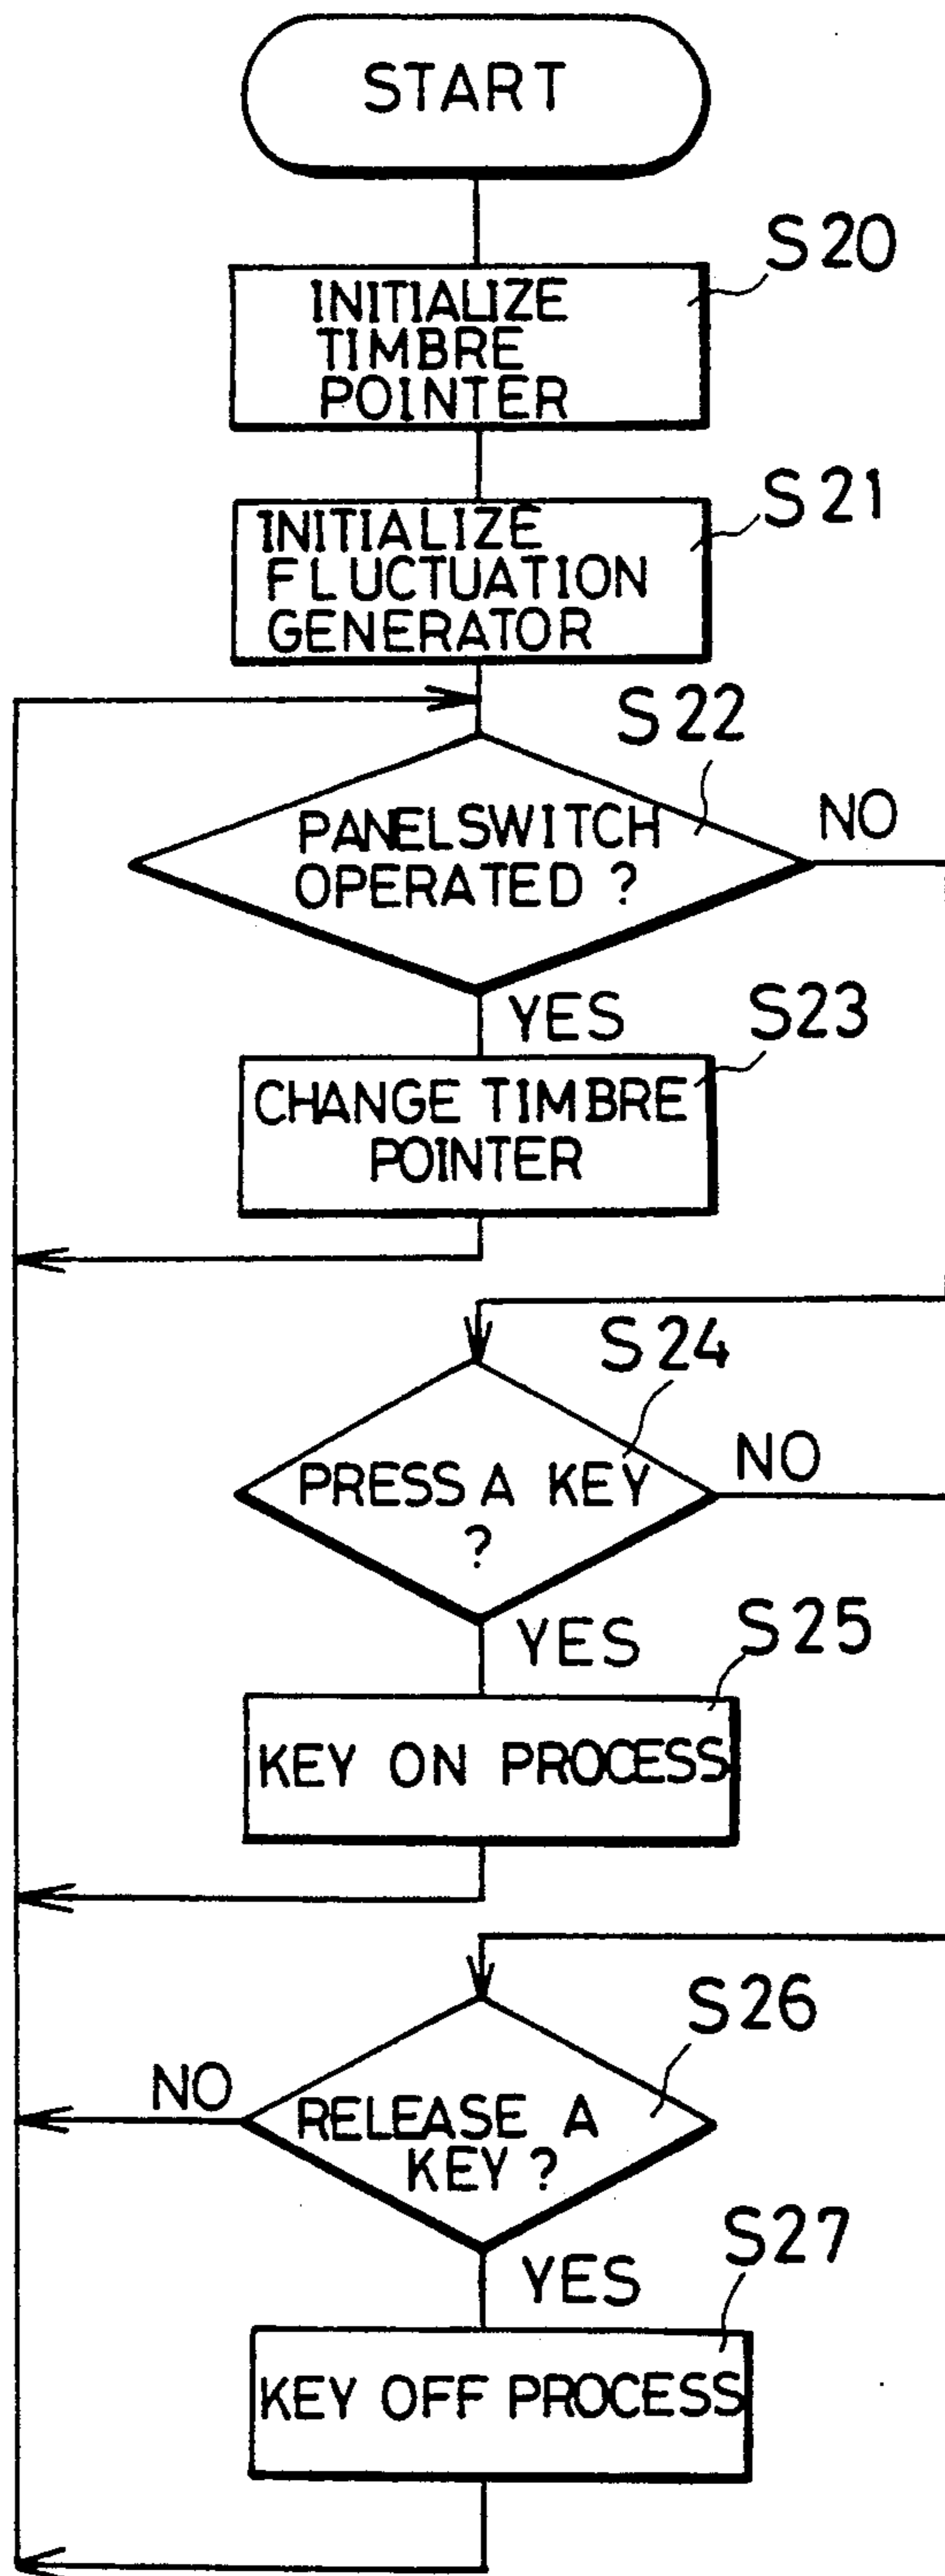 START
S20
INITIALIZE
TIMBRE
POINTER
S21
INITIALIZE
FLUCTUATION
GENERATOR
S22
PANELSWITCH
OPERATED ?
NO
YES
S23
CHANGE TIMBRE
POINTER
S24
PRESS A KEY
?
NO
YES
S25
KEY ON PROCESS
S26
NO
RELEASE A
KEY ?
YES
S27
KEY OFF PROCESS